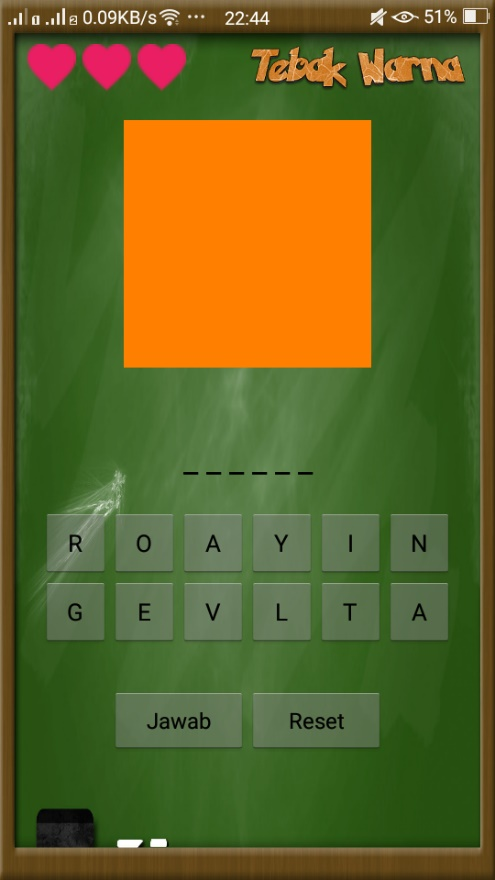 0.09KB/s ... 22:44 51%
Tebak Warna
_ _ _ _ _ _
R O A Y I N
G E V L T A
Jawab Reset